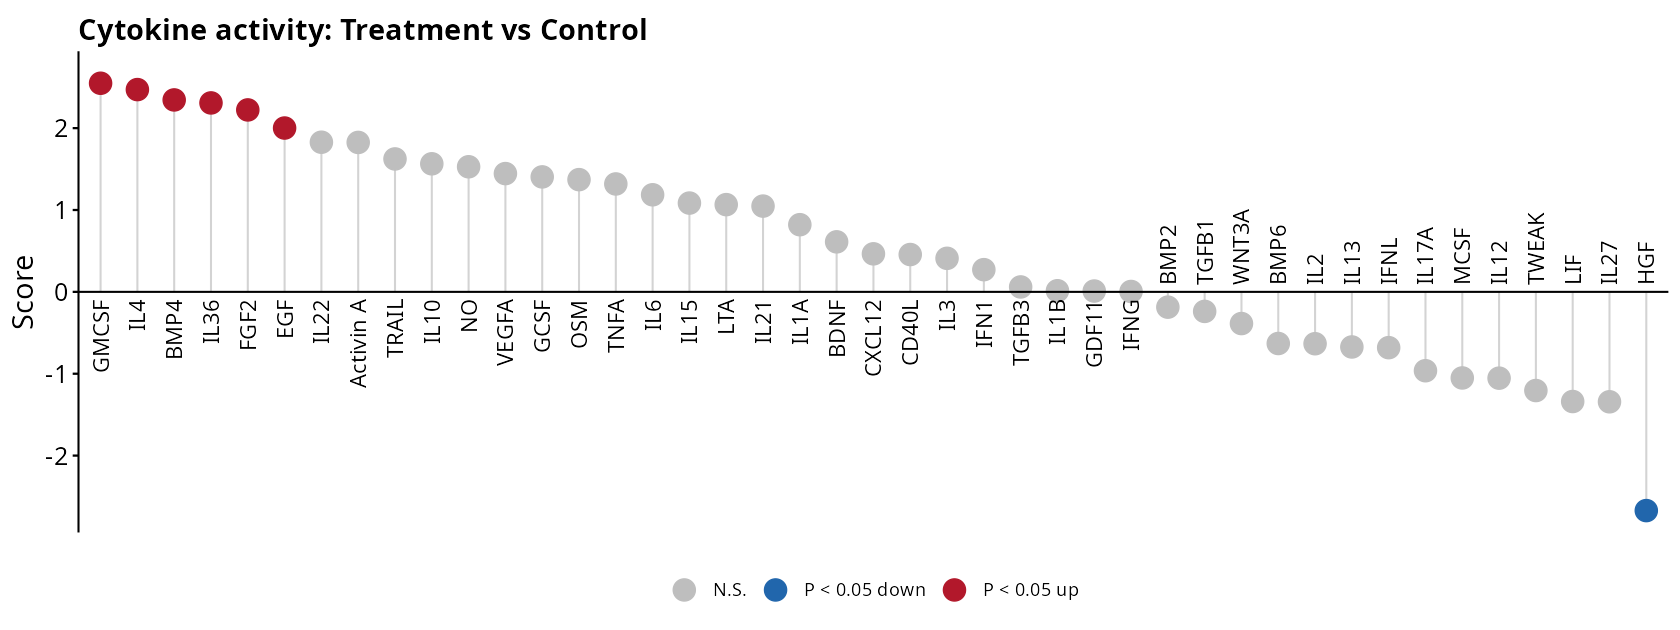 Cytokine activity: Treatment vs Control
Score
2
1
0
-1
-2
GMCSF
IL4
BMP4
IL36
FGF2
EGF
IL22
Activin A
TRAIL
IL10
NO
VEGFA
GCSF
OSM
TNFA
IL6
IL15
LTA
IL21
IL1A
BDNF
CXCL12
CD40L
IL3
IFN1
TGFB3
IL1B
GDF11
IFNG
BMP2
TGFB1
WNT3A
BMP6
IL2
IL13
IFNL
IL17A
MCSF
IL12
TWEAK
LIF
IL27
HGF
N.S.
P < 0.05 down
P < 0.05 up